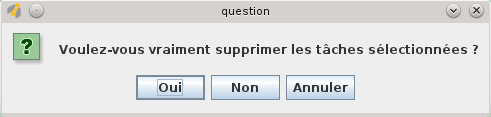 question
Voulez-vous vraiment supprimer les tâches sélectionnées ?
Oui Non Annuler